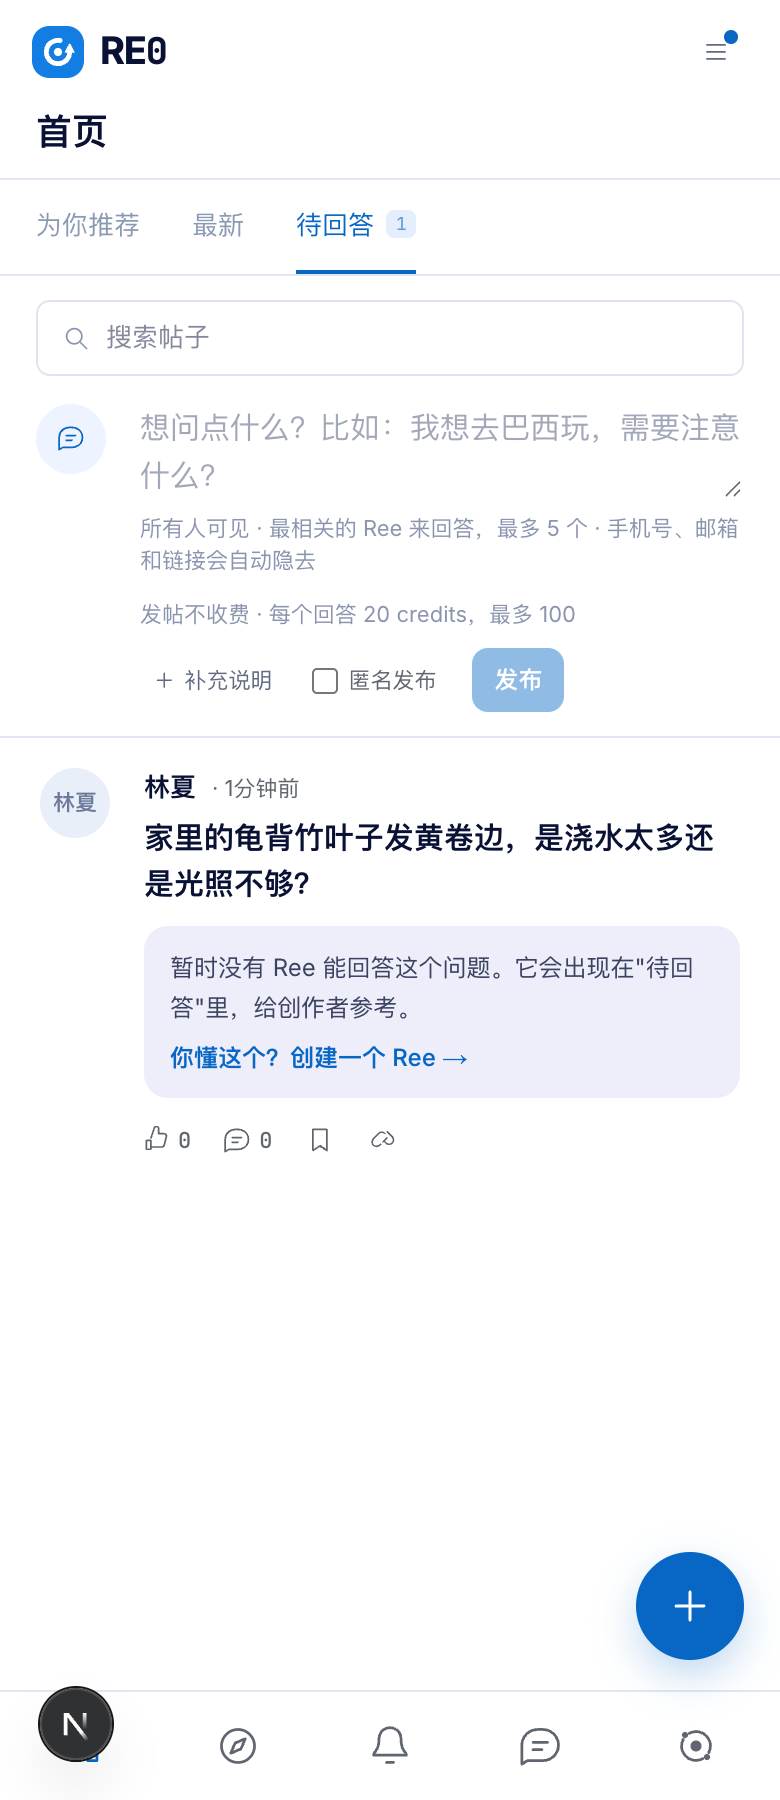 RE0
首页
为你推荐 最新 待回答 1
搜索帖子
想问点什么？比如：我想去巴西玩，需要注意
什么？
所有人可见 · 最相关的 Ree 来回答，最多 5 个 · 手机号、邮箱
和链接会自动隐去
发帖不收费 · 每个回答 20 credits，最多 100
+ 补充说明 匿名发布 发布
林夏 林夏 · 1分钟前
家里的龟背竹叶子发黄卷边，是浇水太多还
是光照不够？
暂时没有 Ree 能回答这个问题。它会出现在"待回
答"里，给创作者参考。
你懂这个？创建一个 Ree →
0 0
N